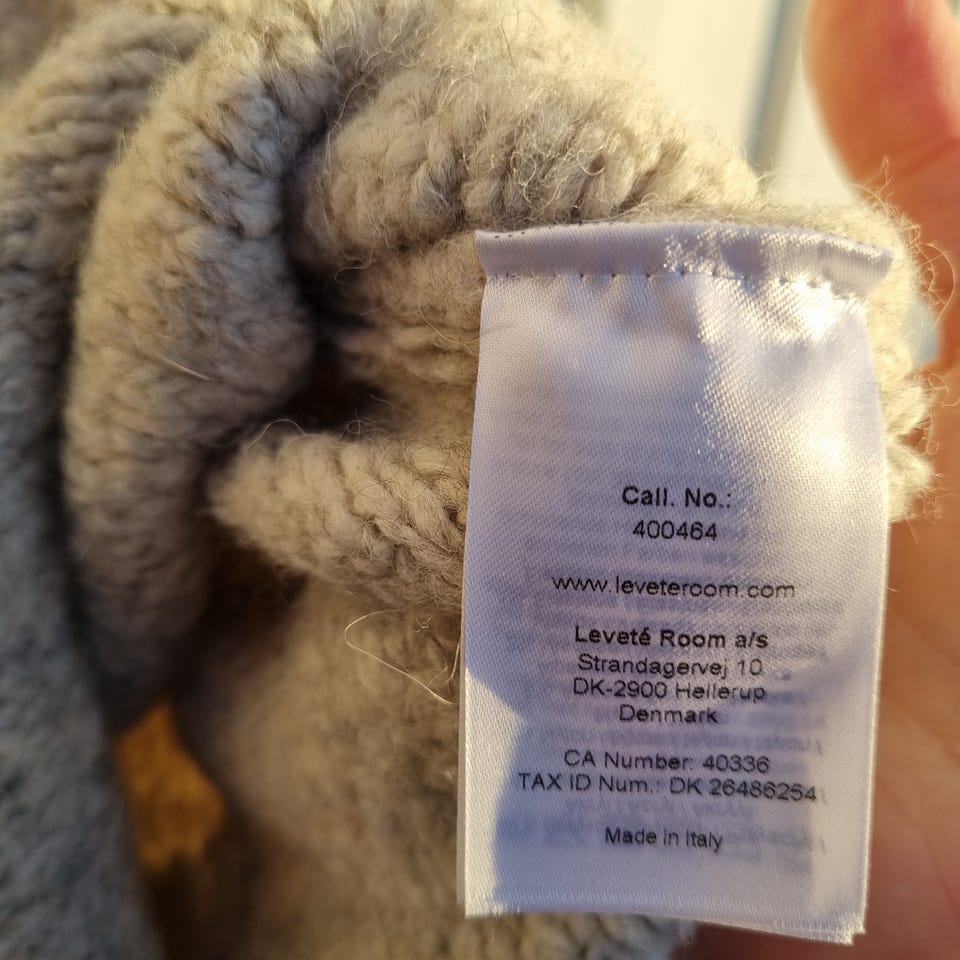 Call. No.:
400464
www.leveteroom.com
Leveté Room a/s
Strandagervej 10
DK-2900 Hellerup
Denmark
CA Number: 40336
TAX ID Num.: DK 26486254
Made in Italy